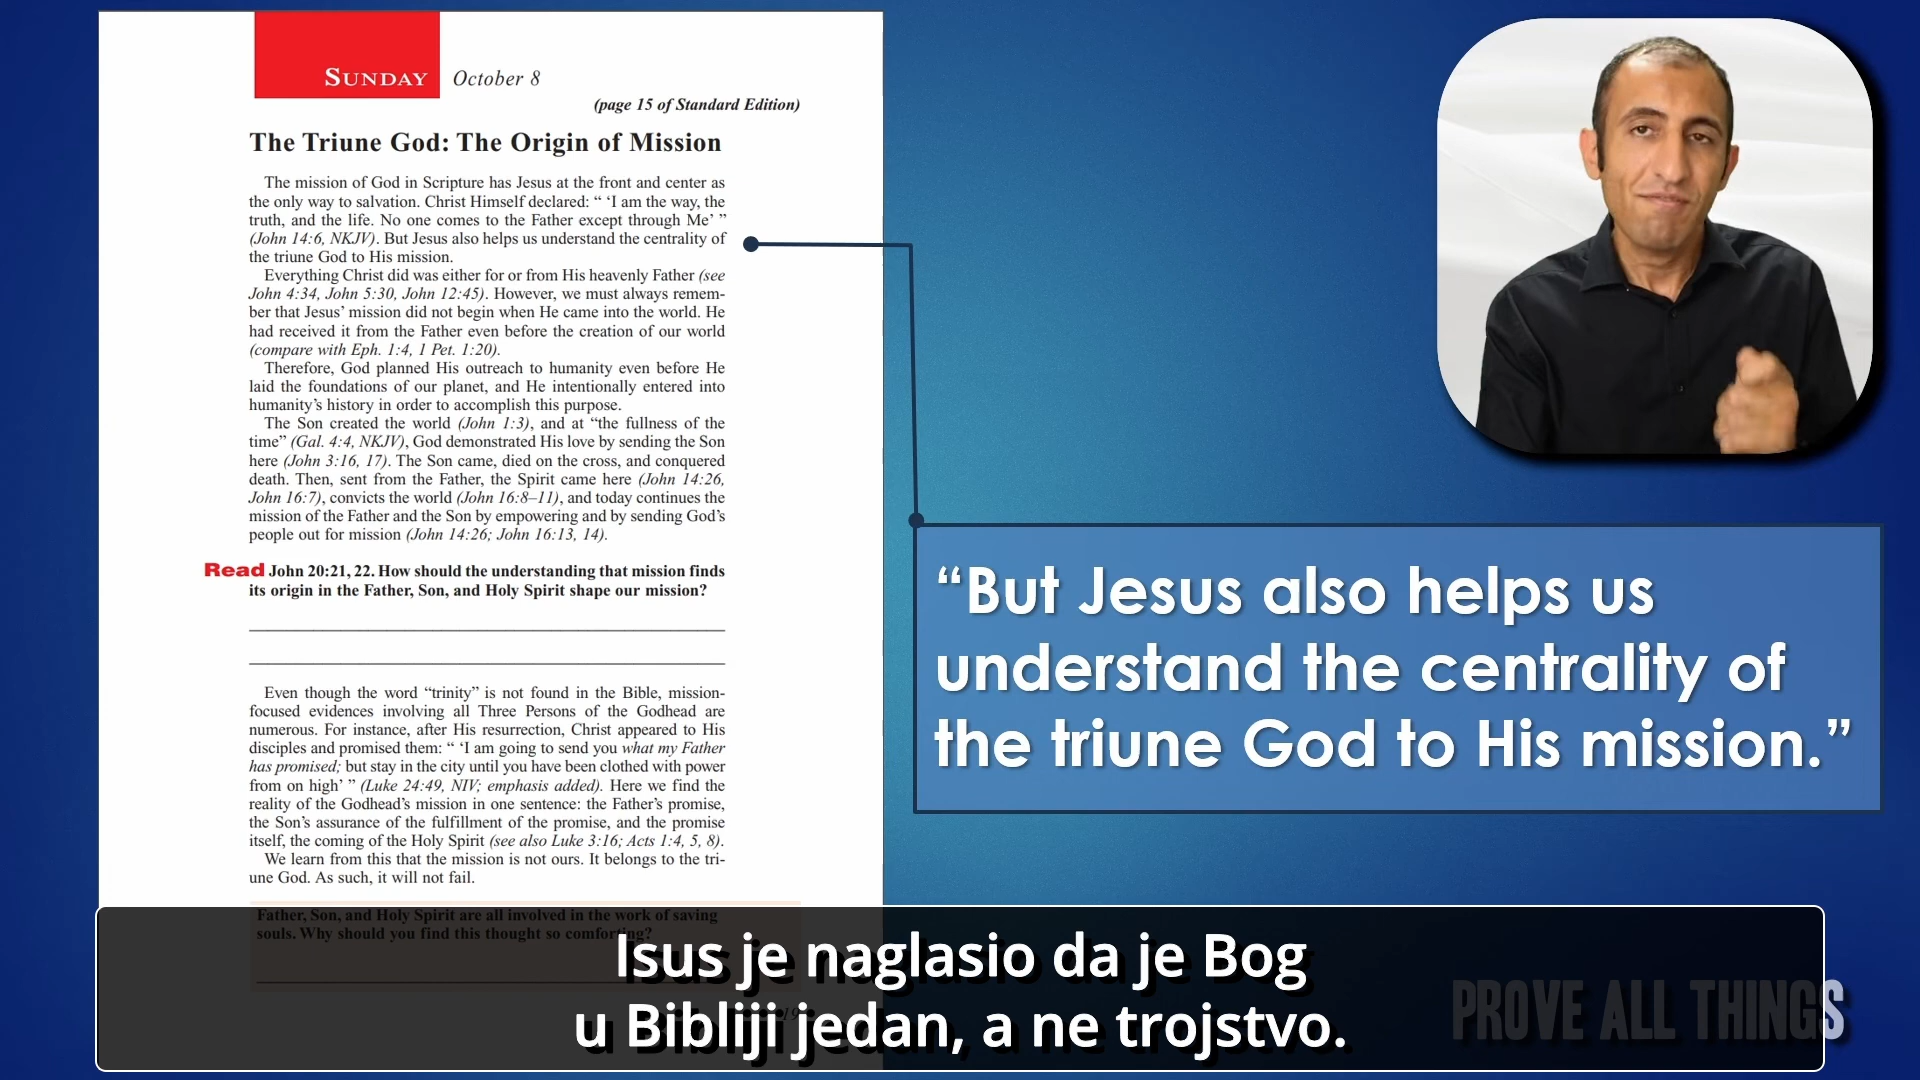 SUNDAY October 8
(page 15 of Standard Edition)
The Triune God: The Origin of Mission
The mission of God in Scripture has Jesus at the front and center as
the only way to salvation. Christ Himself declared: “ ‘I am the way, the
truth, and the life. No one comes to the Father except through Me’ ”
(John 14:6, NKJV). But Jesus also helps us understand the centrality of
the triune God to His mission.
Everything Christ did was either for or from His heavenly Father (see
John 4:34, John 5:30, John 12:45). However, we must always remem-
ber that Jesus’ mission did not begin when He came into the world. He
had received it from the Father even before the creation of our world
(compare with Eph. 1:4, 1 Pet. 1:20).
Therefore, God planned His outreach to humanity even before He
laid the foundations of our planet, and He intentionally entered into
humanity’s history in order to accomplish this purpose.
The Son created the world (John 1:3), and at “the fullness of the
time” (Gal. 4:4, NKJV), God demonstrated His love by sending the Son
here (John 3:16, 17). The Son came, died on the cross, and conquered
death. Then, sent from the Father, the Spirit came here (John 14:26,
John 16:7), convicts the world (John 16:8–11), and today continues the
mission of the Father and the Son by empowering and by sending God’s
people out for mission (John 14:26; John 16:13, 14).
Read John 20:21, 22. How should the understanding that mission finds
its origin in the Father, Son, and Holy Spirit shape our mission?
Even though the word “trinity” is not found in the Bible, mission-
focused evidences involving all Three Persons of the Godhead are
numerous. For instance, after His resurrection, Christ appeared to His
disciples and promised them: “ ‘I am going to send you what my Father
has promised; but stay in the city until you have been clothed with power
from on high’ ” (Luke 24:49, NIV; emphasis added). Here we find the
reality of the Godhead’s mission in one sentence: the Father’s promise,
the Son’s assurance of the fulfillment of the promise, and the promise
itself, the coming of the Holy Spirit (see also Luke 3:16; Acts 1:4, 5, 8).
We learn from this that the mission is not ours. It belongs to the tri-
une God. As such, it will not fail.
Father, Son, and Holy Spirit are all involved in the work of saving
souls. Why should you find this thought so comforting?
“But Jesus also helps us
understand the centrality of
the triune God to His mission.”
Isus je naglasio da je Bog
u Bibliji jedan, a ne trojstvo.
PROVE ALL THINGS